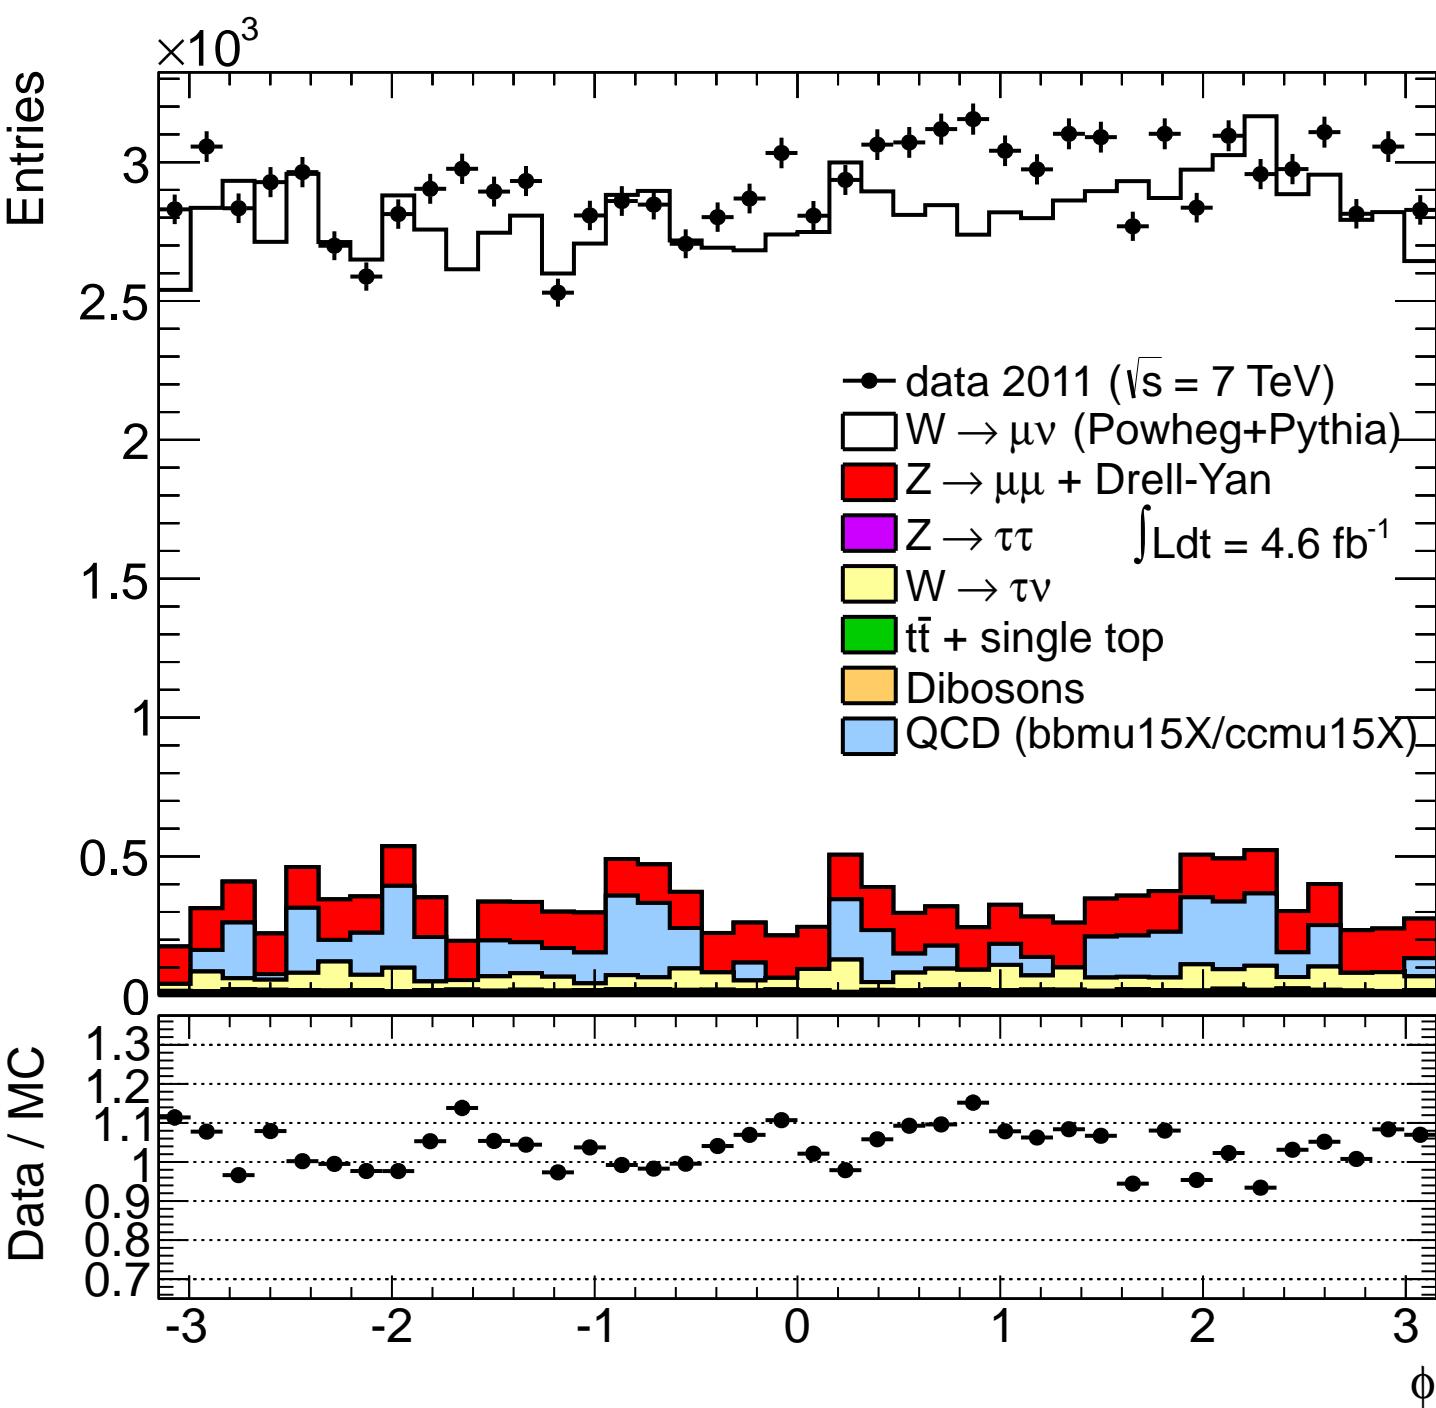 ×10³
Entries
3
2.5
2
1.5
1
0.5
0
data 2011 (√s = 7 TeV)
W → μν (Powheg+Pythia)
Z → μμ + Drell-Yan
Z → ττ
∫Ldt = 4.6 fb⁻¹
W → τν
tt̄ + single top
Dibosons
QCD (bbmu15X/ccmu15X)
Data / MC
1.3
1.2
1.1
1
0.9
0.8
0.7
-3 -2 -1 0 1 2 3
ϕ